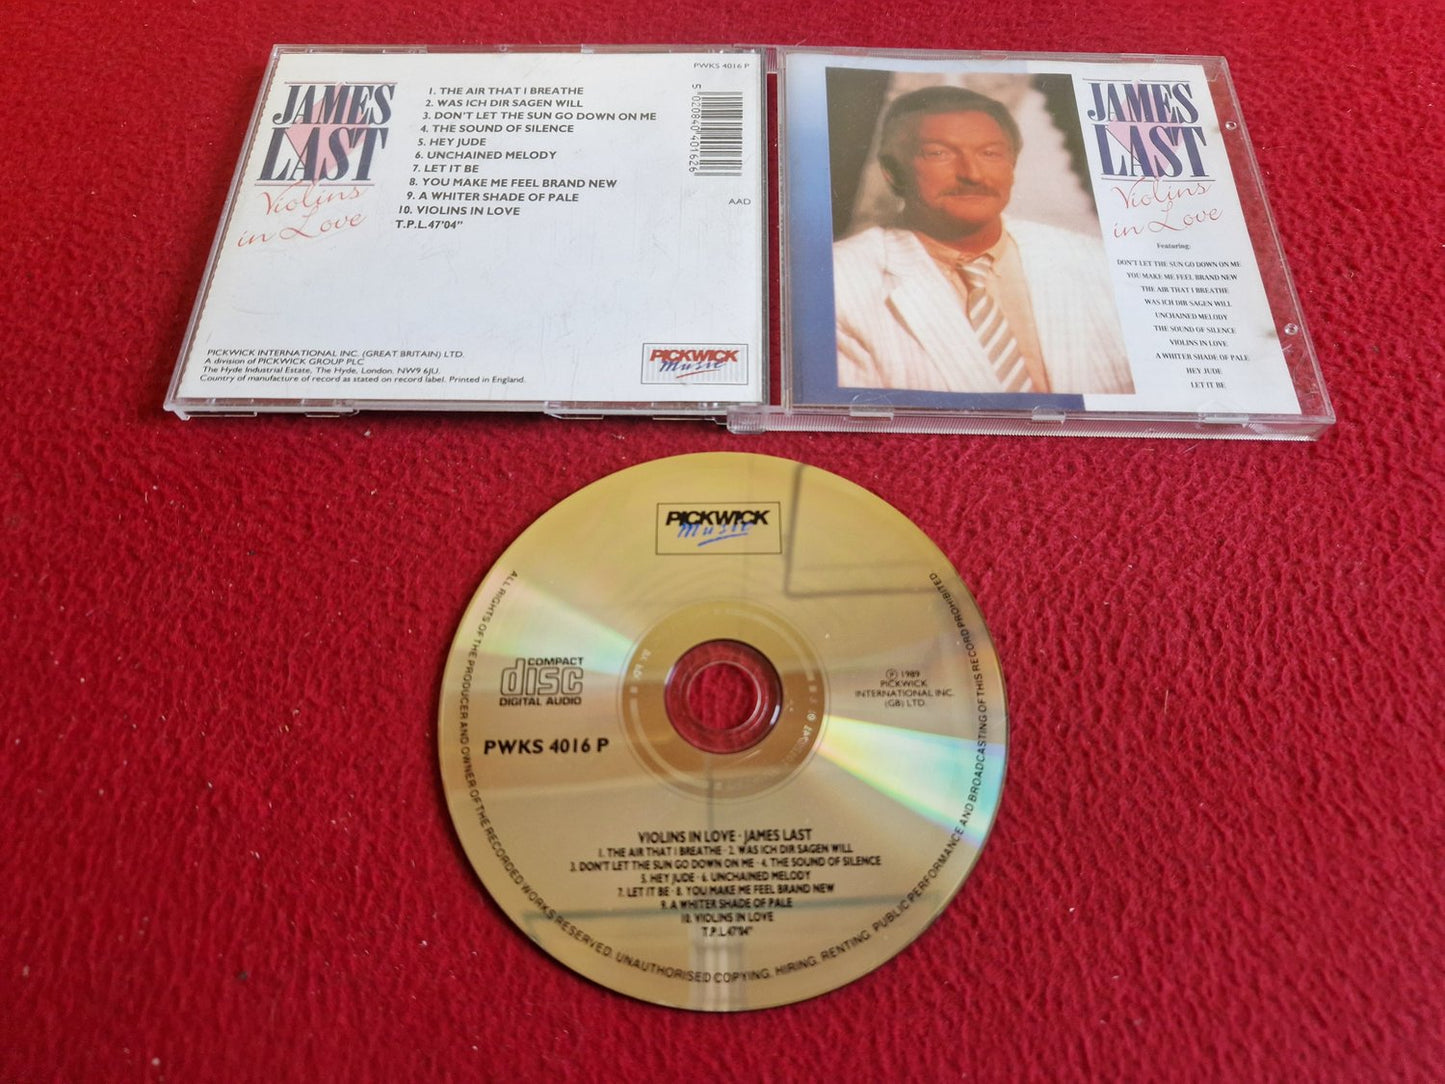 JAMES
LAST
Violins
in Love
PWKS 4016 P
1. THE AIR THAT I BREATHE
2. WAS ICH DIR SAGEN WILL
3. DON'T LET THE SUN GO DOWN ON ME
4. THE SOUND OF SILENCE
5. HEY JUDE
6. UNCHAINED MELODY
7. LET IT BE
8. YOU MAKE ME FEEL BRAND NEW
9. A WHITER SHADE OF PALE
10. VIOLINS IN LOVE
T.P.L.47'04"
5 020840 401626
AAD
PICKWICK INTERNATIONAL INC. (GREAT BRITAIN) LTD.
A division of PICKWICK GROUP PLC
The Hyde Industrial Estate, The Hyde, London, NW9 6JU.
Country of manufacture of record as stated on record label. Printed in England.
PICKWICK
Music
JAMES
LAST
Violins
in Love
Featuring:
DON'T LET THE SUN GO DOWN ON ME
YOU MAKE ME FEEL BRAND NEW
THE AIR THAT I BREATHE
WAS ICH DIR SAGEN WILL
UNCHAINED MELODY
THE SOUND OF SILENCE
VIOLINS IN LOVE
A WHITER SHADE OF PALE
HEY JUDE
LET IT BE
PICKWICK
Music
ALL RIGHTS OF THE PRODUCER AND OWNER OF THE RECORDED WORKS RESERVED. UNAUTHORISED COPYING, HIRING, RENTING, PUBLIC PERFORMANCE AND BROADCASTING OF THIS RECORD PROHIBITED
COMPACT
disc
DIGITAL AUDIO
PWKS 4016 P
℗ 1989
PICKWICK
INTERNATIONAL INC.
(GB) LTD.
VIOLINS IN LOVE · JAMES LAST
1. THE AIR THAT I BREATHE · 2. WAS ICH DIR SAGEN WILL
3. DON'T LET THE SUN GO DOWN ON ME · 4. THE SOUND OF SILENCE
5. HEY JUDE · 6. UNCHAINED MELODY
7. LET IT BE · 8. YOU MAKE ME FEEL BRAND NEW
9. A WHITER SHADE OF PALE
10. VIOLINS IN LOVE
T.P.L.47'04"